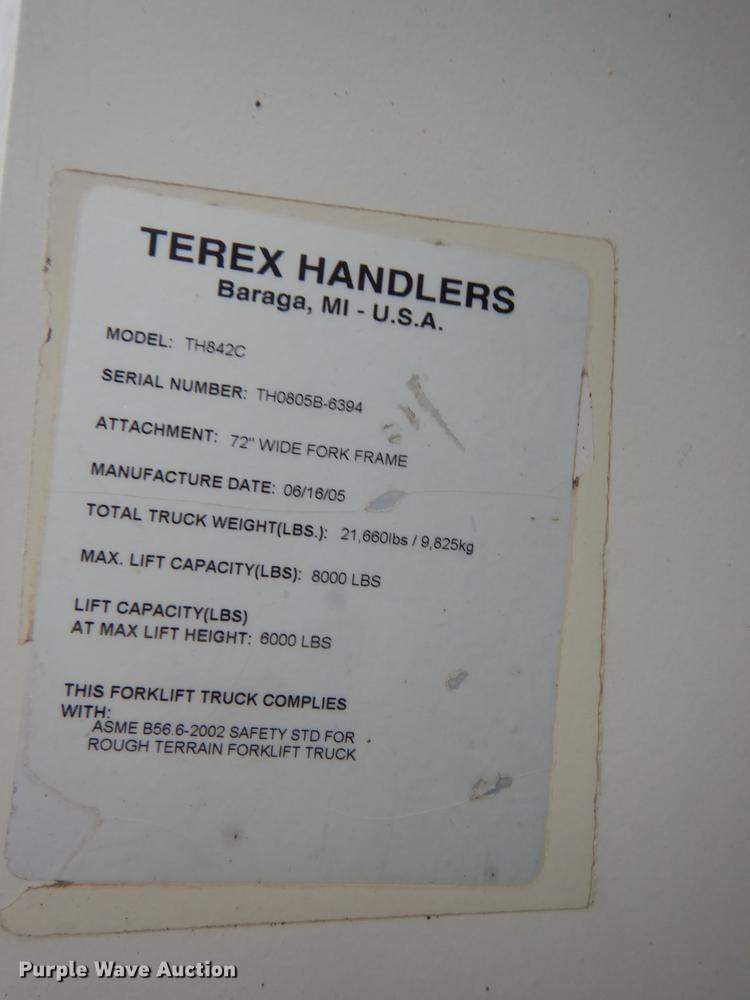 TEREX HANDLERS
Baraga, MI - U.S.A.
MODEL: TH842C
SERIAL NUMBER: TH0805B-6394
ATTACHMENT: 72" WIDE FORK FRAME
MANUFACTURE DATE: 06/16/05
TOTAL TRUCK WEIGHT(LBS.): 21,660lbs / 9,825kg
MAX. LIFT CAPACITY(LBS): 8000 LBS
LIFT CAPACITY(LBS)
AT MAX LIFT HEIGHT: 6000 LBS
THIS FORKLIFT TRUCK COMPLIES
WITH:
ASME B56.6-2002 SAFETY STD FOR
ROUGH TERRAIN FORKLIFT TRUCK
Purple Wave Auction